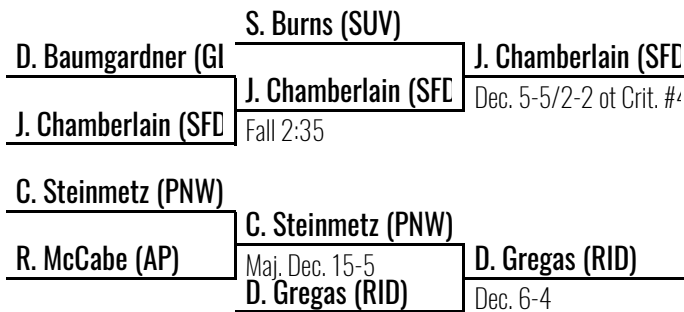 S. Burns (SUV)
D. Baumgardner (GI
J. Chamberlain (SFD
J. Chamberlain (SFD
Dec. 5-5/2-2 ot Crit. #4
J. Chamberlain (SFD
Fall 2:35
C. Steinmetz (PNW)
C. Steinmetz (PNW)
R. McCabe (AP)
Maj. Dec. 15-5
D. Gregas (RID)
D. Gregas (RID)
Dec. 6-4